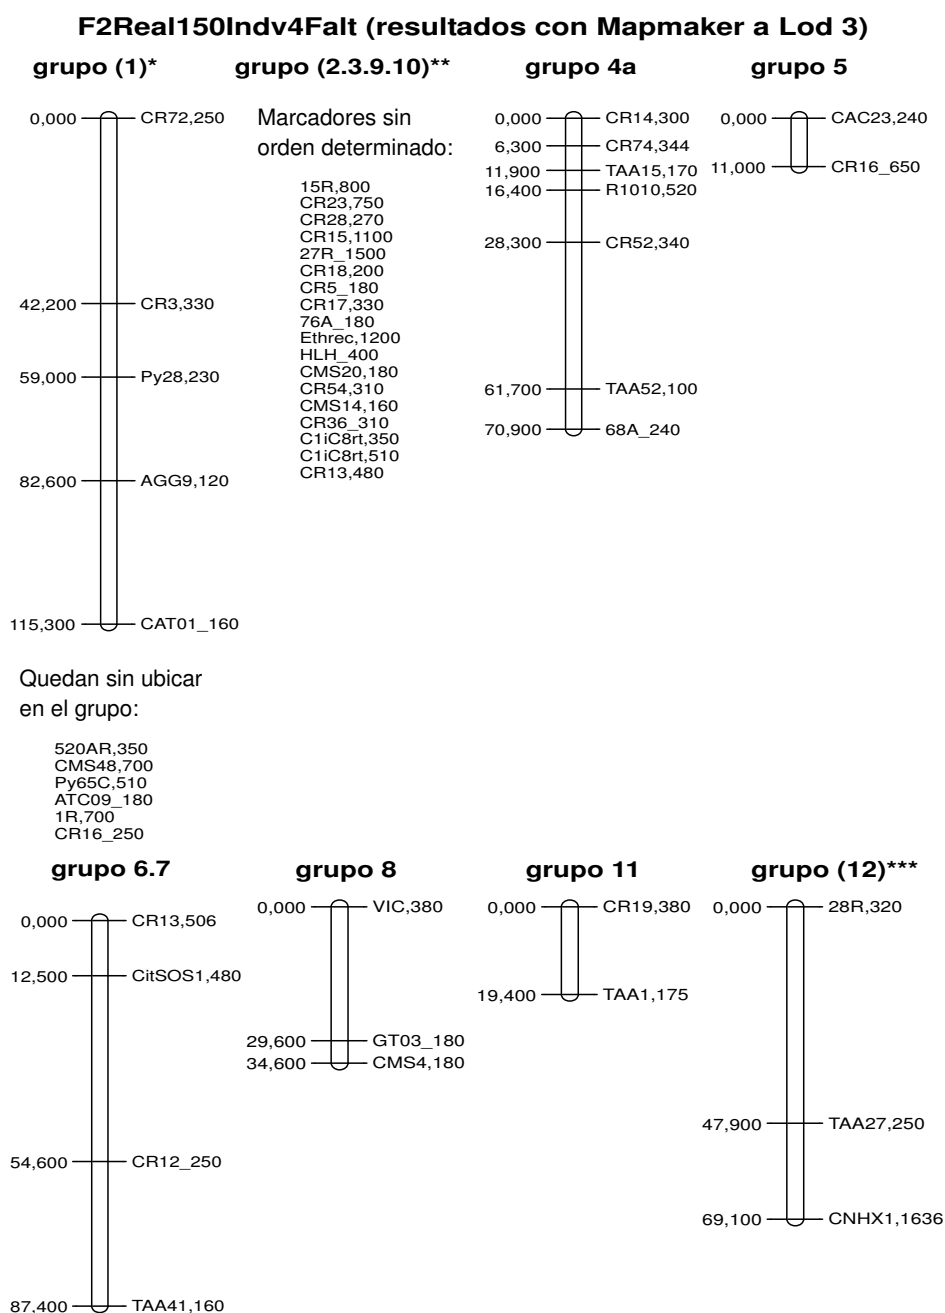 F2Real150Indv4Falt (resultados con Mapmaker a Lod 3)
grupo (1)*
0,000 CR72,250
42,200 CR3,330
59,000 Py28,230
82,600 AGG9,120
115,300 CAT01_160
Quedan sin ubicar
en el grupo:
520AR,350
CMS48,700
Py65C,510
ATC09_180
1R,700
CR16_250
grupo (2.3.9.10)**
Marcadores sin
orden determinado:
15R,800
CR23,750
CR28,270
CR15,1100
27R_1500
CR18,200
CR5_180
CR17,330
76A_180
Ethrec,1200
HLH_400
CMS20,180
CR54,310
CMS14,160
CR36_310
C1iC8rt,350
C1iC8rt,510
CR13,480
grupo 4a
0,000 CR14,300
6,300 CR74,344
11,900 TAA15,170
16,400 R1010,520
28,300 CR52,340
61,700 TAA52,100
70,900 68A_240
grupo 5
0,000 CAC23,240
11,000 CR16_650
grupo 6.7
0,000 CR13,506
12,500 CitSOS1,480
54,600 CR12_250
87,400 TAA41,160
grupo 8
0,000 VIC,380
29,600 GT03_180
34,600 CMS4,180
grupo 11
0,000 CR19,380
19,400 TAA1,175
grupo (12)***
0,000 28R,320
47,900 TAA27,250
69,100 CNHX1,1636